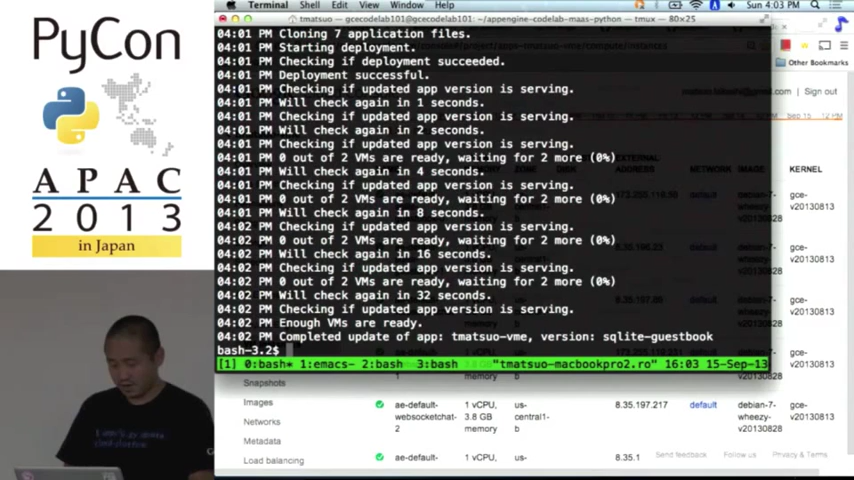 PyCon
APAC
2013
in Japan
Terminal Shell Edit View Window Help
Sun 4:03 PM
tmatsuo — gcecodelab101@gcecodelab101: ~/appengine-codelab-maas-python — tmux — 80×25
04:01 PM Cloning 7 application files.
04:01 PM Starting deployment.
04:01 PM Checking if deployment succeeded.
04:01 PM Deployment successful.
04:01 PM Checking if updated app version is serving.
04:01 PM Will check again in 1 seconds.
04:01 PM Checking if updated app version is serving.
04:01 PM Will check again in 2 seconds.
04:01 PM Checking if updated app version is serving.
04:01 PM 0 out of 2 VMs are ready, waiting for 2 more (0%)
04:01 PM Will check again in 4 seconds.
04:01 PM Checking if updated app version is serving.
04:01 PM 0 out of 2 VMs are ready, waiting for 2 more (0%)
04:01 PM Will check again in 8 seconds.
04:02 PM Checking if updated app version is serving.
04:02 PM 0 out of 2 VMs are ready, waiting for 2 more (0%)
04:02 PM Will check again in 16 seconds.
04:02 PM Checking if updated app version is serving.
04:02 PM 0 out of 2 VMs are ready, waiting for 2 more (0%)
04:02 PM Will check again in 32 seconds.
04:02 PM Checking if updated app version is serving.
04:02 PM Enough VMs are ready.
04:02 PM Completed update of app: tmatsuo-vme, version: sqlite-guestbook
bash-3.2$
[1] 0:bash* 1:emacs- 2:bash 3:bash "tmatsuo-macbookpro2.ro" 16:03 15-Sep-13
Other Bookmarks
Sign out
NETWORK IMAGE KERNEL
default debian-7-wheezy gce-v20130813
Snapshots
Images
Networks
Metadata
Load balancing
ae-default-websocketchat-2
1 vCPU, 3.8 GB memory
us-central1-b
8.35.197.217
default
debian-7-wheezy
gce-v20130813
ae-default-
1 vCPU,
us-
8.35.1
Send feedback Follow us Privacy & Terms